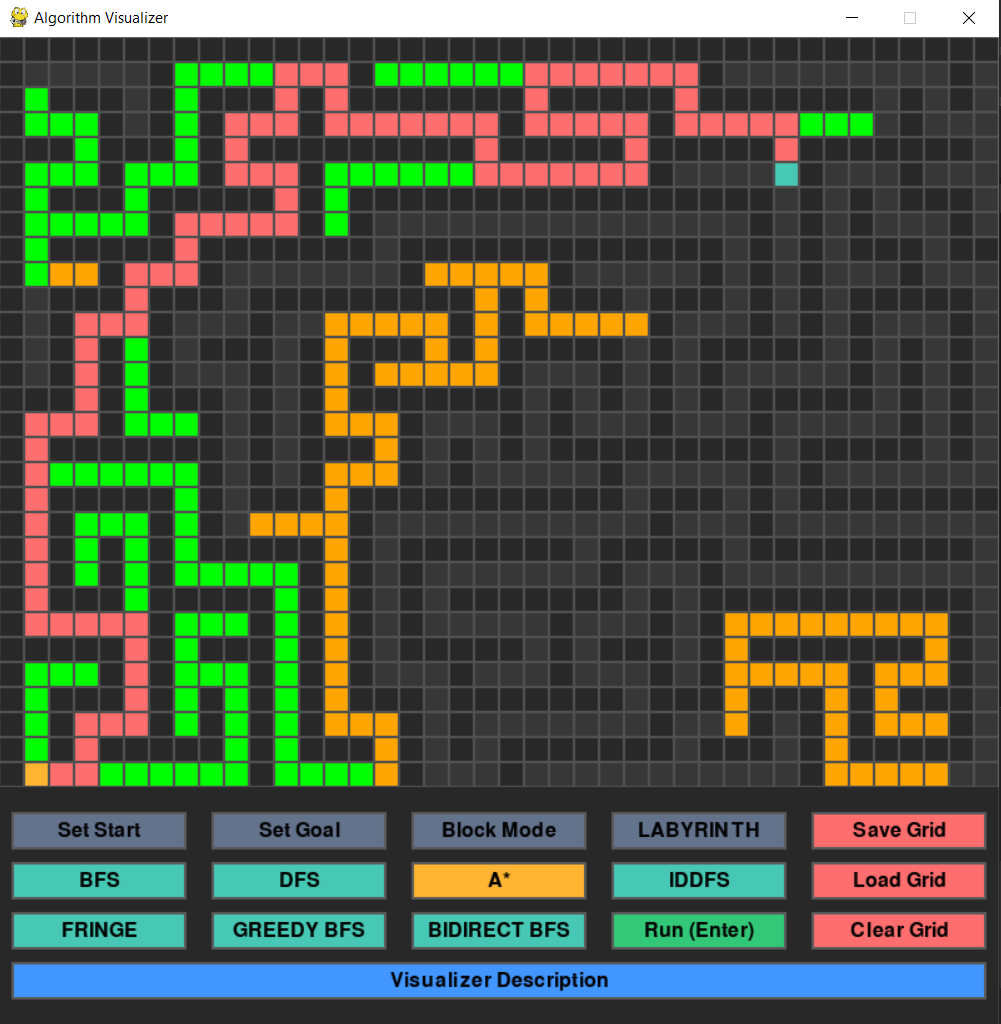 Algorithm Visualizer
Set Start
Set Goal
Block Mode
LABYRINTH
Save Grid
BFS
DFS
A*
IDDFS
Load Grid
FRINGE
GREEDY BFS
BIDIRECT BFS
Run (Enter)
Clear Grid
Visualizer Description